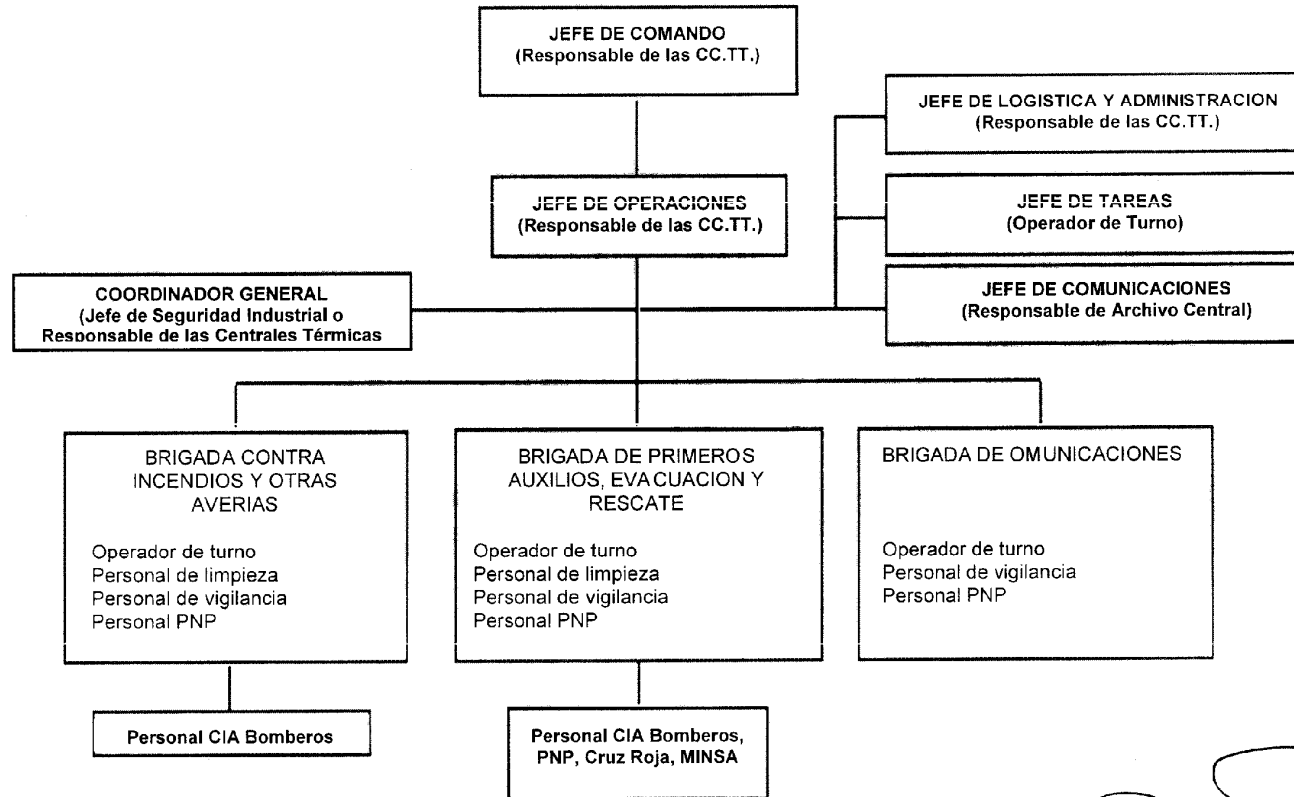 JEFE DE COMANDO
(Responsable de las CC.TT.)
JEFE DE LOGISTICA Y ADMINISTRACION
(Responsable de las CC.TT.)
JEFE DE OPERACIONES
(Responsable de las CC.TT.)
JEFE DE TAREAS
(Operador de Turno)
COORDINADOR GENERAL
(Jefe de Seguridad Industrial o
Responsable de las Centrales Térmicas
JEFE DE COMUNICACIONES
(Responsable de Archivo Central)
BRIGADA CONTRA
INCENDIOS Y OTRAS
AVERIAS
Operador de turno
Personal de limpieza
Personal de vigilancia
Personal PNP
BRIGADA DE PRIMEROS
AUXILIOS, EVACUACION Y
RESCATE
Operador de turno
Personal de limpieza
Personal de vigilancia
Personal PNP
BRIGADA DE OMUNICACIONES
Operador de turno
Personal de vigilancia
Personal PNP
Personal CIA Bomberos
Personal CIA Bomberos,
PNP, Cruz Roja, MINSA